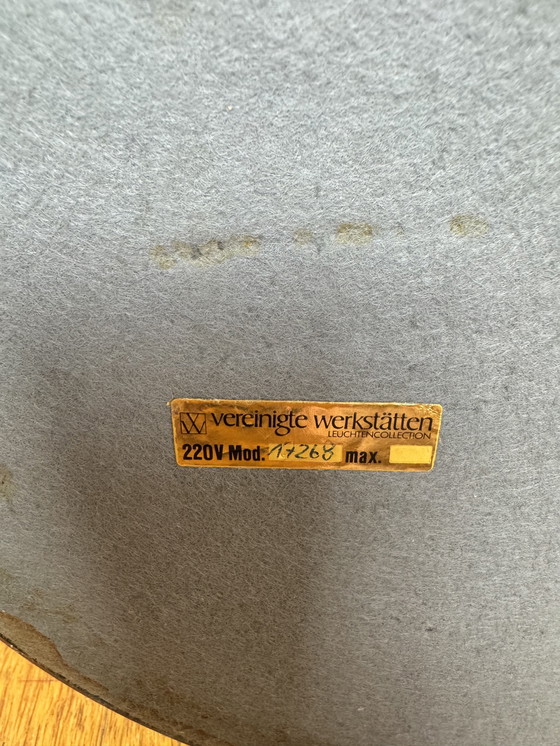 vereinigte werkstätten
LEUCHTENCOLLECTION
220V Mod. 17268 max.